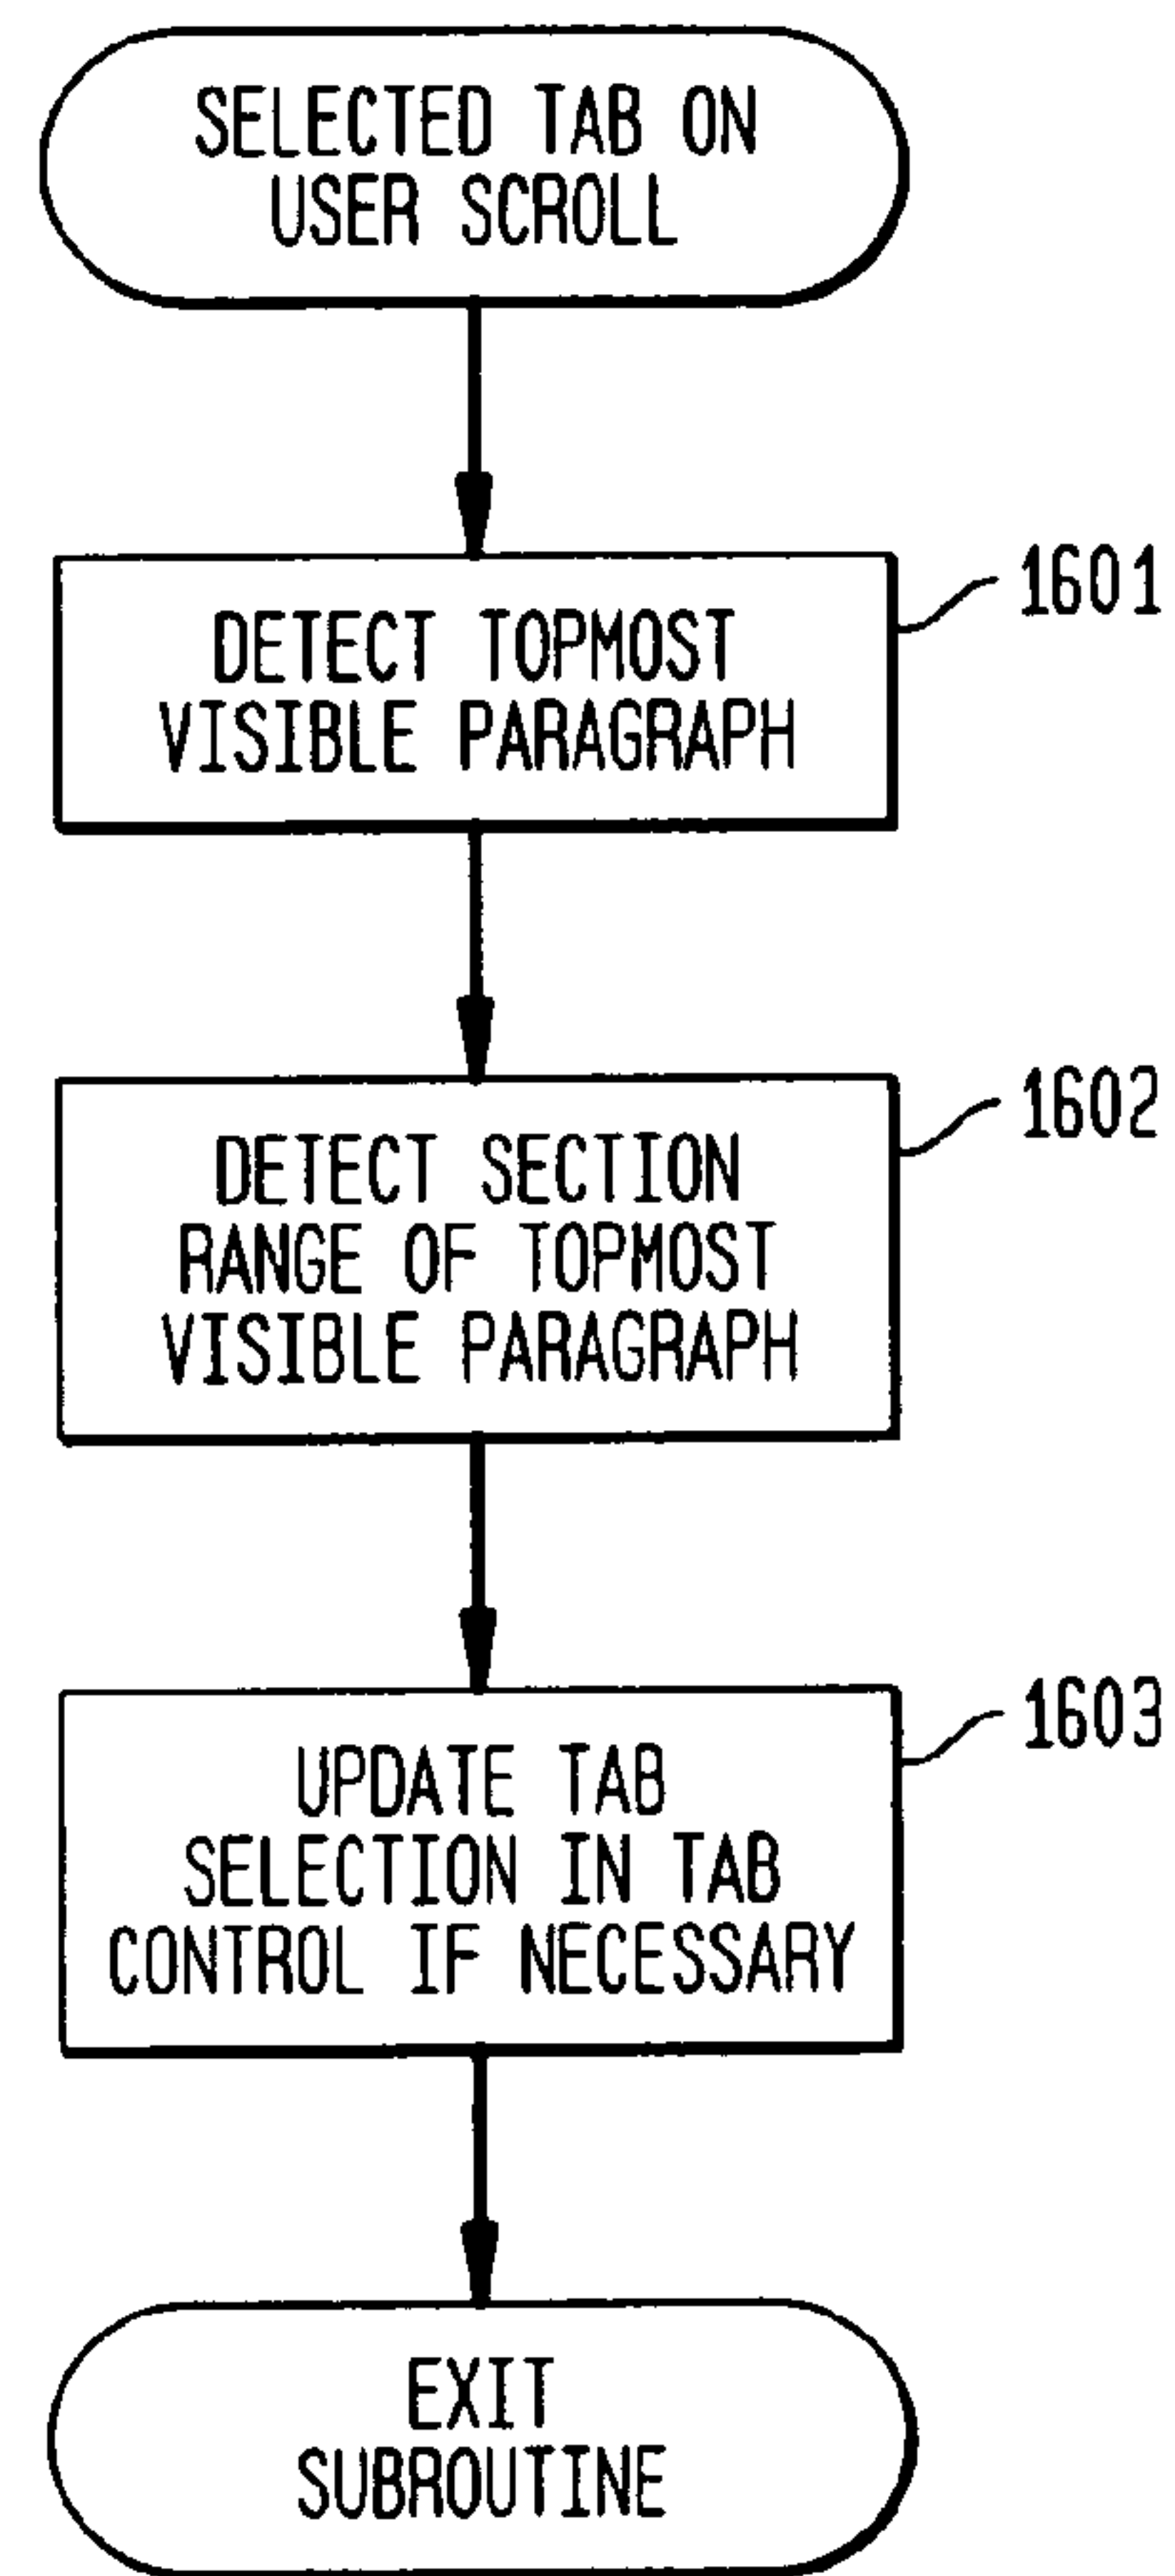 SELECTED TAB ON
USER SCROLL
1601
DETECT TOPMOST
VISIBLE PARAGRAPH
1602
DETECT SECTION
RANGE OF TOPMOST
VISIBLE PARAGRAPH
1603
UPDATE TAB
SELECTION IN TAB
CONTROL IF NECESSARY
EXIT
SUBROUTINE